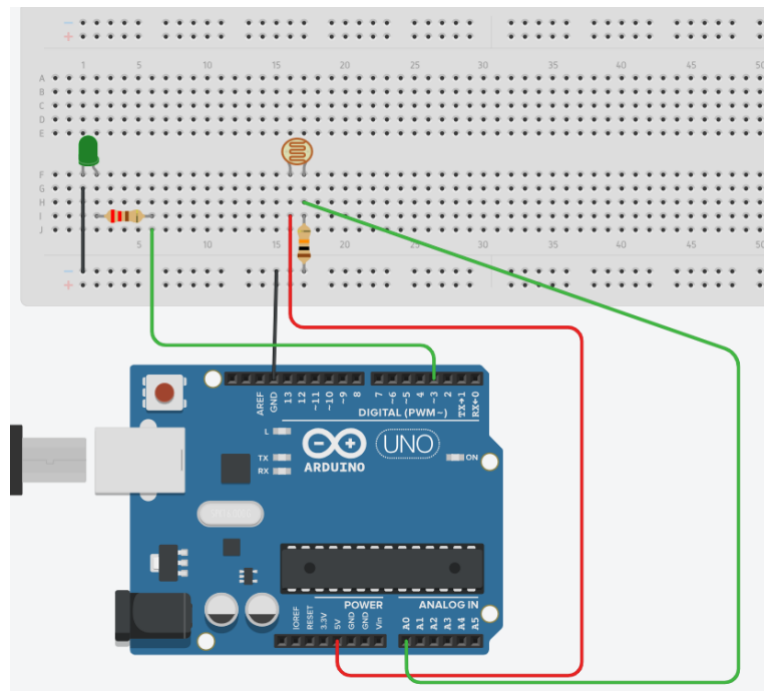 1 5 10 15 20 25 30 35 40 45 50
A
B
C
D
E
F
G
H
I
J
5 10 15 20 25 30 35 40 45 50
AREF
GND
13
12
~11
~10
~9
8
7
~6
~5
4
~3
2
TX→1
RX←0
DIGITAL (PWM~)
L
TX
RX
ARDUINO
UNO
ON
POWER
ANALOG IN
IOREF
RESET
3.3V
5V
GND
GND
Vin
A0
A1
A2
A3
A4
A5